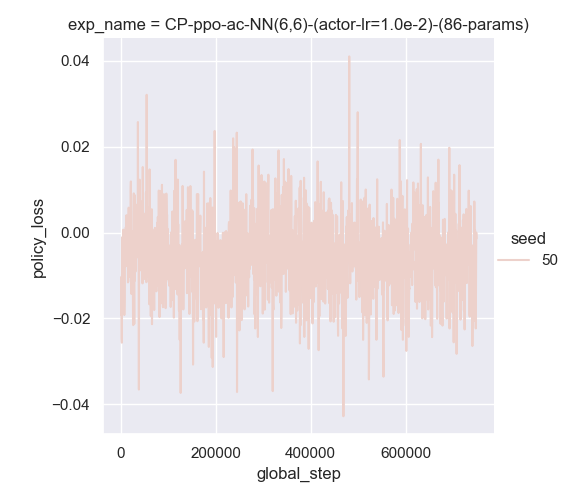 exp_name = CP-ppo-ac-NN(6,6)-(actor-lr=1.0e-2)-(86-params)
0.04
0.02
0.00
−0.02
−0.04
policy_loss
seed
50
0
200000
400000
600000
global_step